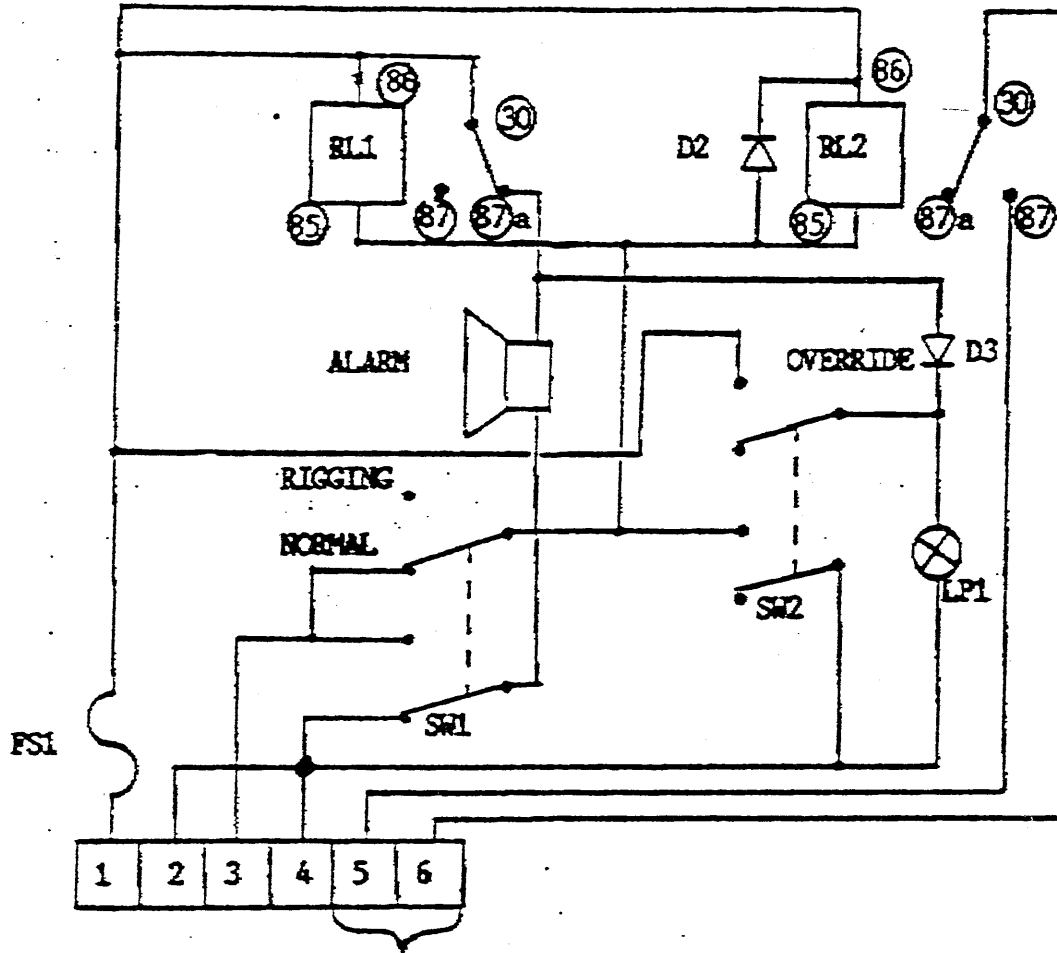 86
86
30
30
RL1
D2
RL2
85
87
87a
85
87a
87
ALARM
OVERRIDE
D3
RIGGING
NORMAL
SW2
LP1
SW1
FS1
1 2 3 4 5 6